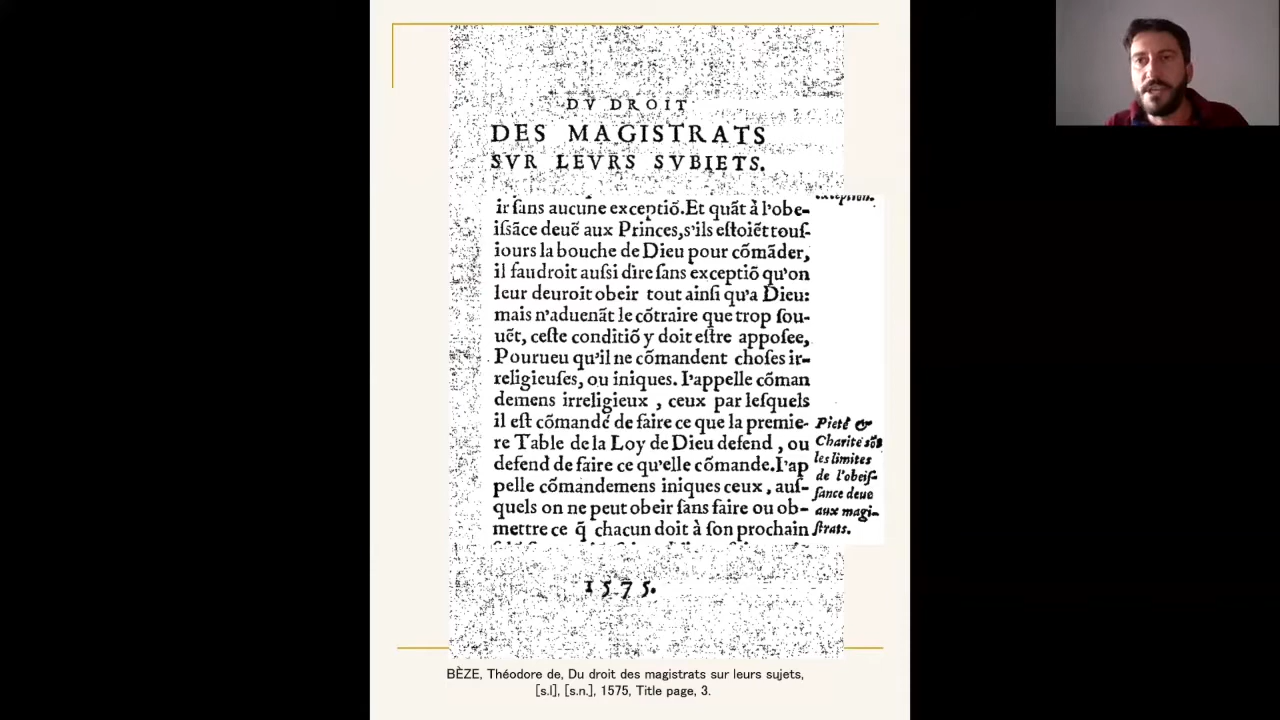 DV DROIT
DES MAGISTRATS
SVR LEVRS SVBIETS.
ir ſans aucune exceptiõ.Et quãt à l'obe-
iſsãce deuẽ aux Princes,s'ils eſtoiẽt touſ-
iours la bouche de Dieu pour cõmãder,
il faudroit auſsi dire ſans exceptiõ qu'on
leur deuroit obeir tout ainſi qu'a Dieu:
mais n'aduenãt le cõtraire que trop ſou-
uẽt, ceſte conditiõ y doit eſtre appoſee,
Pourueu qu'il ne cõmandent choſes ir-
religieuſes, ou iniques. I'appelle cõman
demens irreligieux , ceux par leſquels
il eſt cõmandé de faire ce que la premie-
re Table de la Loy de Dieu defend , ou
defend de faire ce qu'elle cõmande.I'ap
pelle cõmandemens iniques ceux , auſ-
quels on ne peut obeir ſans faire ou ob-
mettre ce q̃ chacun doit à ſon prochain
exception.
Pieté &
Charité sõt
les limites
de l'obeiſ-
ſance deue
aux magi-
ſtrats.
1575.
BÈZE, Théodore de, Du droit des magistrats sur leurs sujets,
[s.l], [s.n.], 1575, Title page, 3.